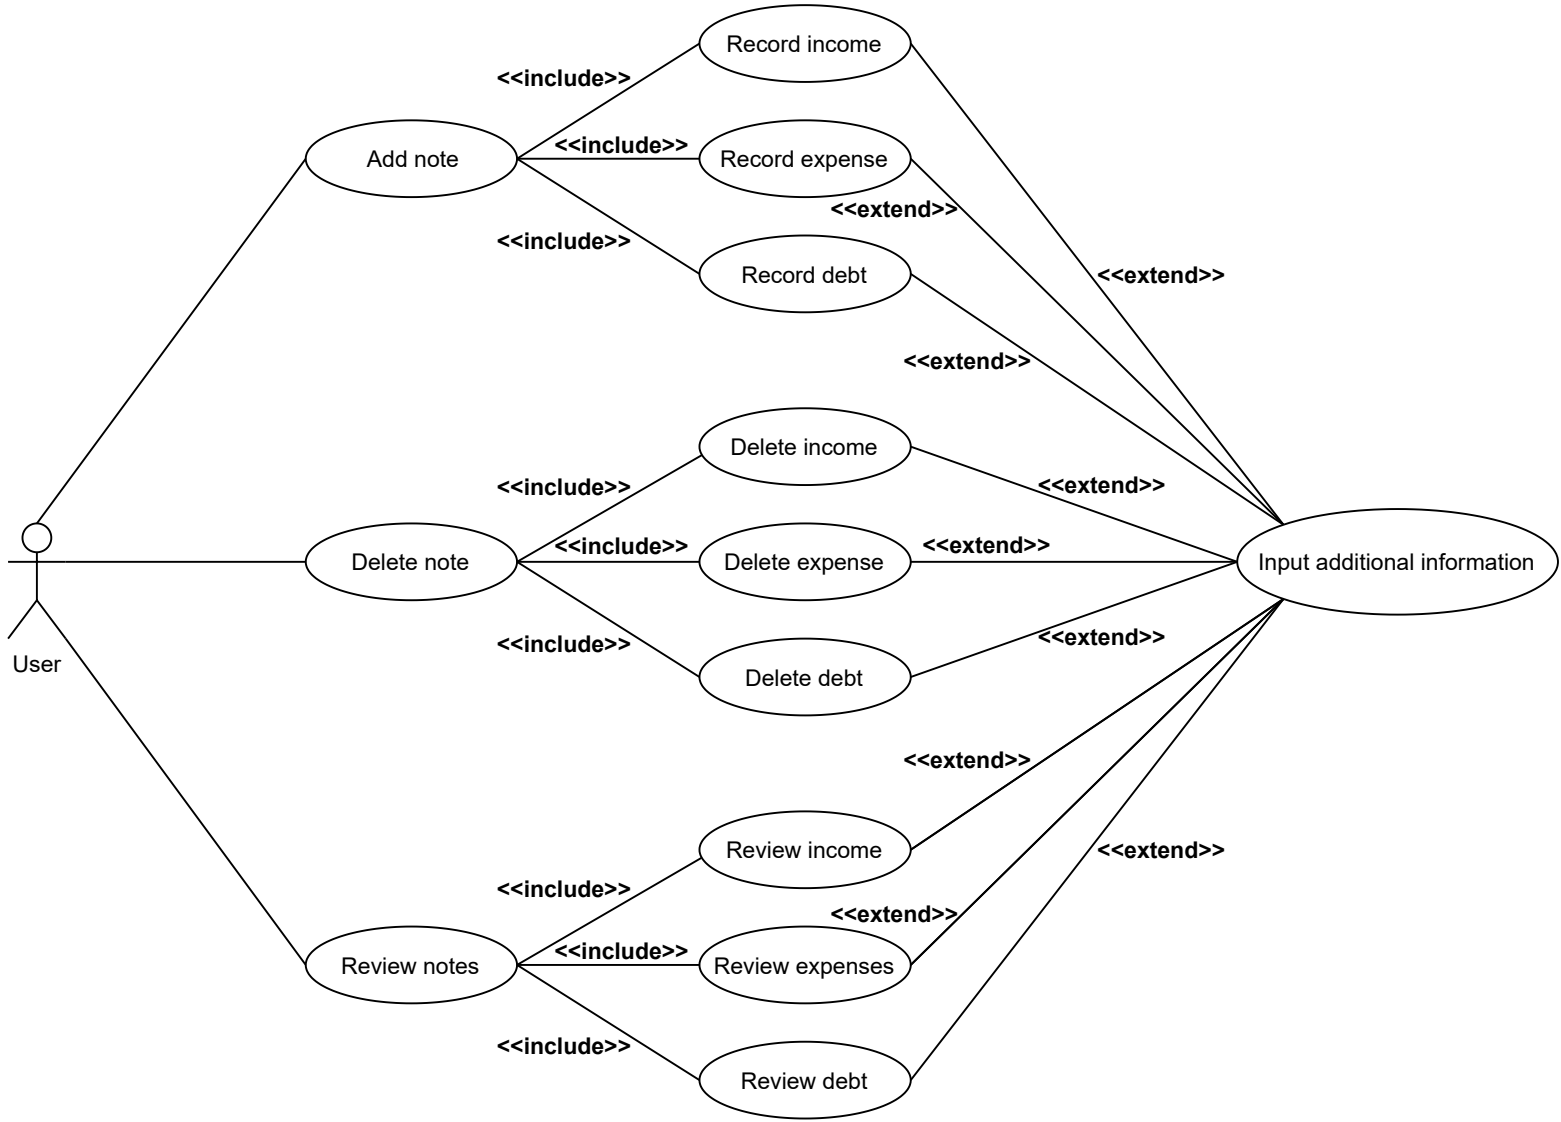 Record income
<<include>>
Add note
<<include>>
Record expense
<<extend>>
<<include>>
Record debt
<<extend>>
<<extend>>
Delete income
<<include>>
<<extend>>
User
Delete note
<<include>>
Delete expense
<<extend>>
Input additional information
<<include>>
Delete debt
<<extend>>
<<extend>>
Review income
<<extend>>
<<include>>
<<extend>>
Review notes
<<include>>
Review expenses
<<include>>
Review debt